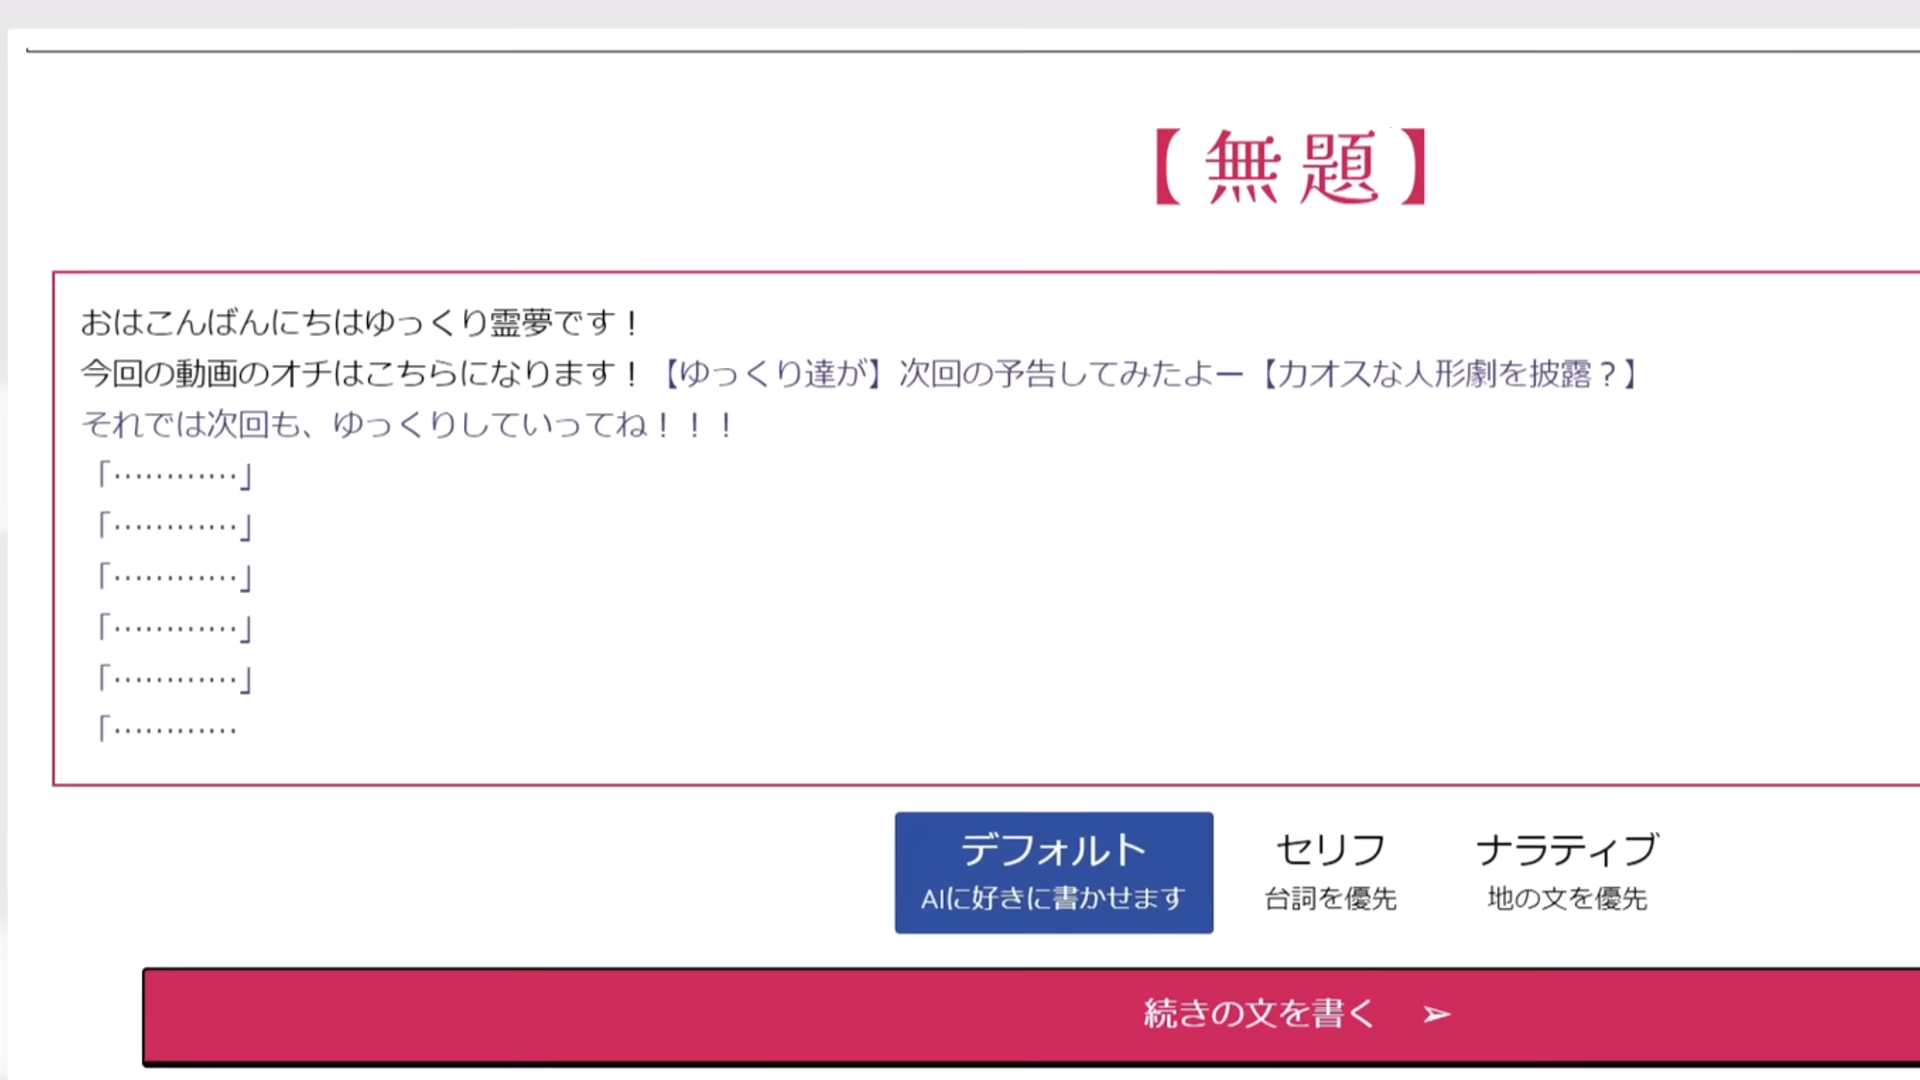 【無題】
おはこんばんにちはゆっくり霊夢です！
今回の動画のオチはこちらになります！【ゆっくり達が】次回の予告してみたよー【カオスな人形劇を披露？】
それでは次回も、ゆっくりしていってね！！！
「…………」
「…………」
「…………」
「…………」
「…………」
「…………
デフォルト
AIに好きに書かせます
セリフ
台詞を優先
ナラティブ
地の文を優先
続きの文を書く ➢